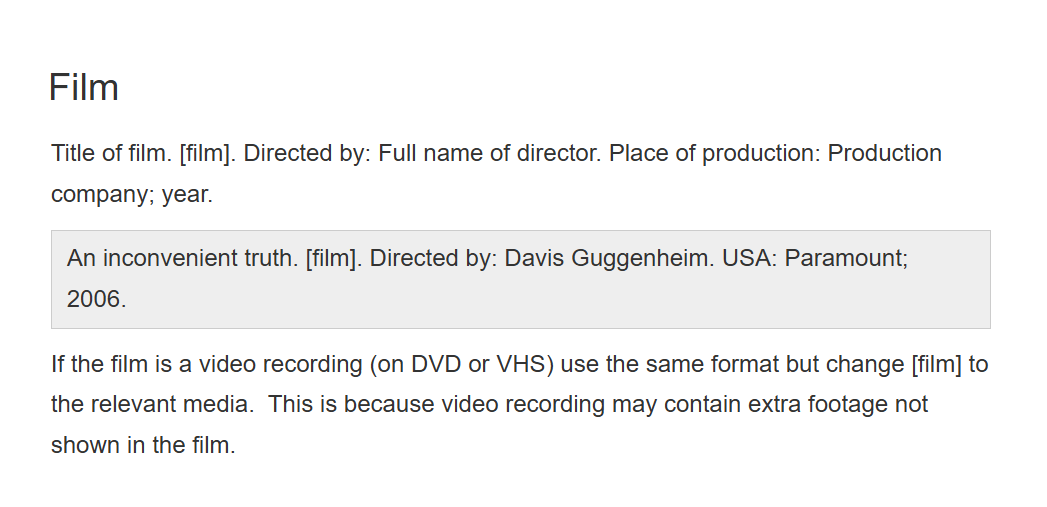 Film
Title of film. [film]. Directed by: Full name of director. Place of production: Production
company; year.
An inconvenient truth. [film]. Directed by: Davis Guggenheim. USA: Paramount;
2006.
If the film is a video recording (on DVD or VHS) use the same format but change [film] to
the relevant media.  This is because video recording may contain extra footage not
shown in the film.